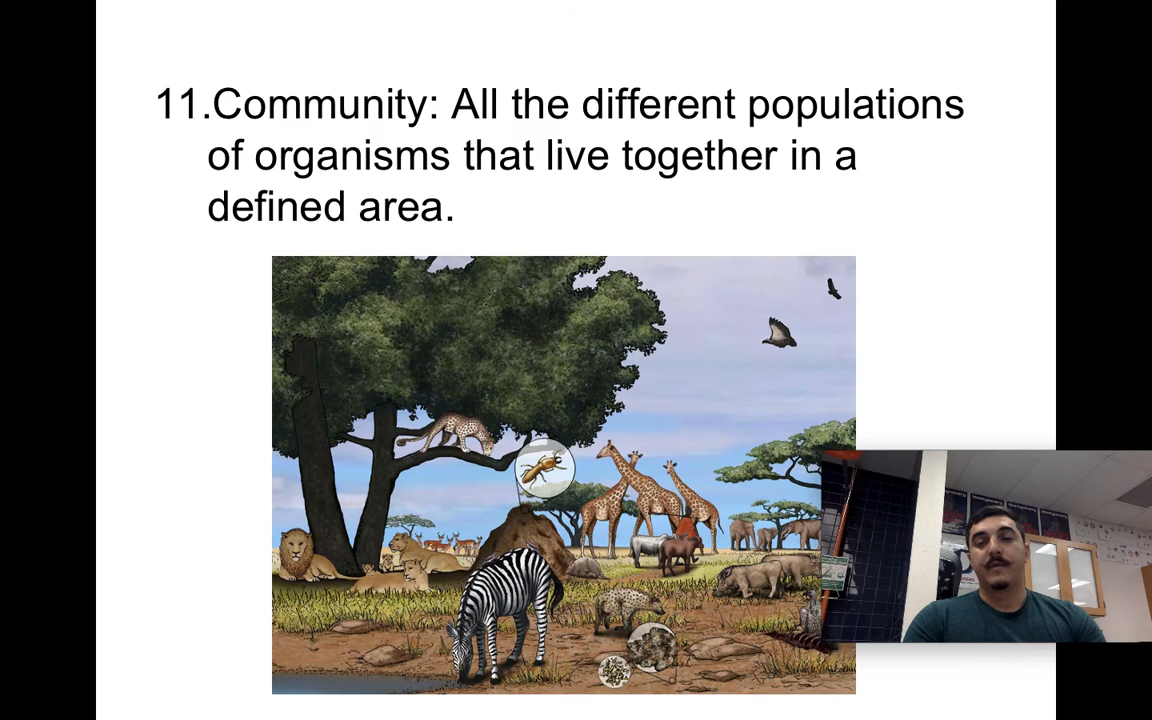 11.Community: All the different populations
of organisms that live together in a
defined area.